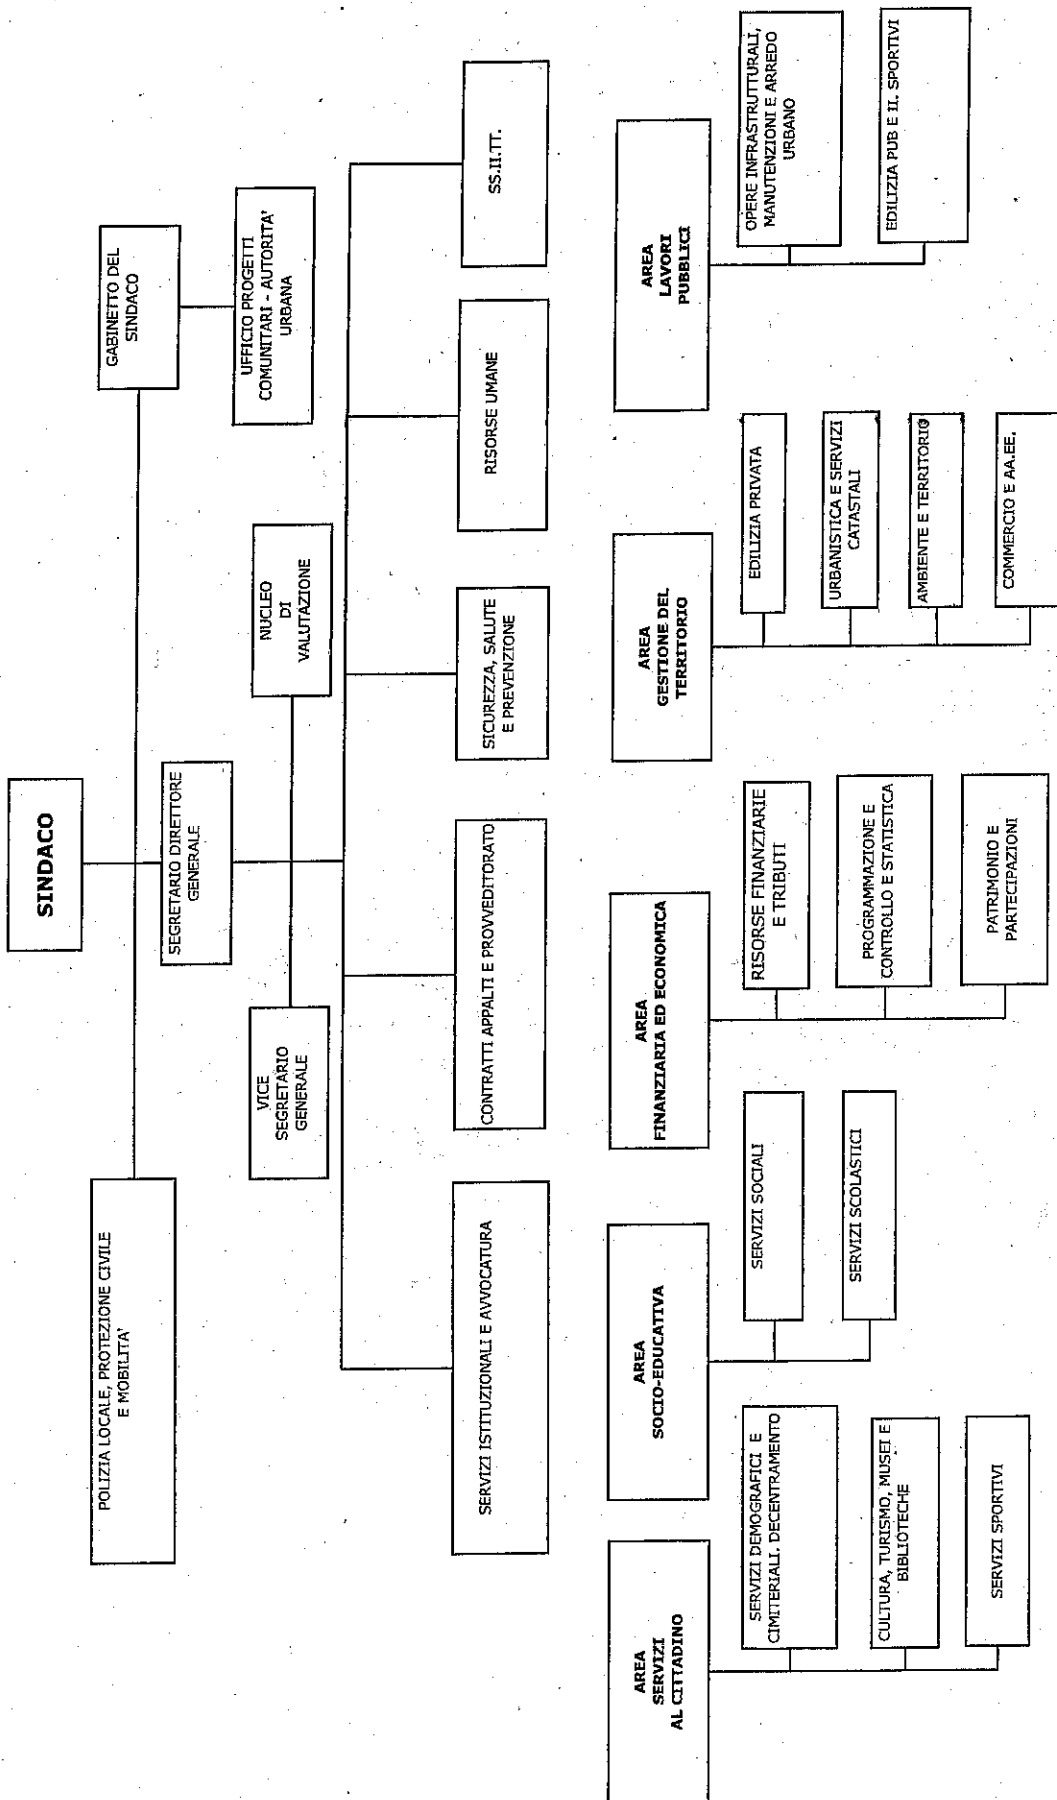 SINDACO
POLIZIA LOCALE, PROTEZIONE CIVILE
E MOBILITA'
GABINETTO DEL
SINDACO
SEGRETARIO DIRETTORE
GENERALE
UFFICIO PROGETTI
COMUNITARI - AUTORITA'
URBANA
VICE
SEGRETARIO
GENERALE
NUCLEO
DI
VALUTAZIONE
SERVIZI ISTITUZIONALI E AVVOCATURA
CONTRATTI APPALTI E PROVVEDITORATO
SICUREZZA, SALUTE
E PREVENZIONE
RISORSE UMANE
SS.II.TT.
AREA
SERVIZI
AL CITTADINO
SERVIZI DEMOGRAFICI E
CIMITERIALI. DECENTRAMENTO
CULTURA, TURISMO, MUSEI E
BIBLIOTECHE
SERVIZI SPORTIVI
AREA
SOCIO-EDUCATIVA
SERVIZI SOCIALI
SERVIZI SCOLASTICI
AREA
FINANZIARIA ED ECONOMICA
RISORSE FINANZIARIE
E TRIBUTI
PROGRAMMAZIONE E
CONTROLLO E STATISTICA
PATRIMONIO E
PARTECIPAZIONI
AREA
GESTIONE DEL
TERRITORIO
EDILIZIA PRIVATA
URBANISTICA E SERVIZI
CATASTALI
AMBIENTE E TERRITORIO
COMMERCIO E AA.EE.
AREA
LAVORI
PUBBLICI
OPERE INFRASTRUTTURALI,
MANUTENZIONI E ARREDO
URBANO
EDILIZIA PUB E II. SPORTIVI